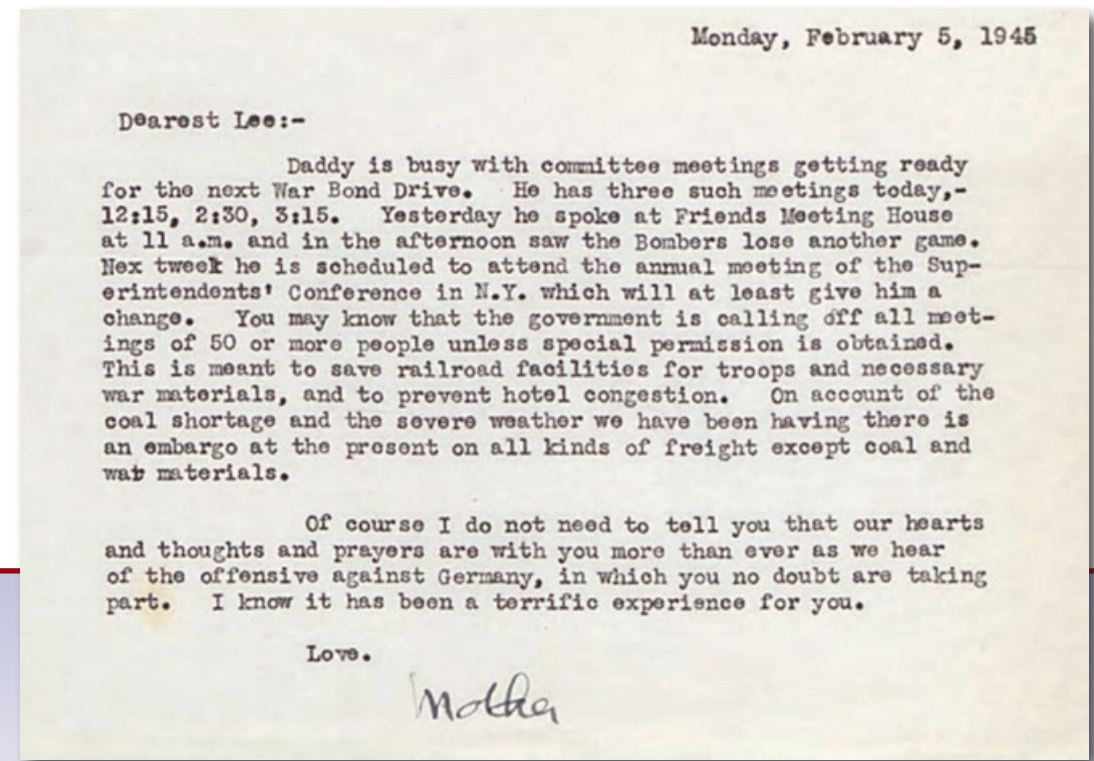 Monday, February 5, 1945
Dearest Lee:-
Daddy is busy with committee meetings getting ready
for the next War Bond Drive. He has three such meetings today,-
12:15, 2:30, 3:15. Yesterday he spoke at Friends Meeting House
at 11 a.m. and in the afternoon saw the Bombers lose another game.
Nex tweek he is scheduled to attend the annual meeting of the Sup-
erintendents' Conference in N.Y. which will at least give him a
change. You may know that the government is calling off all meet-
ings of 50 or more people unless special permission is obtained.
This is meant to save railroad facilities for troops and necessary
war materials, and to prevent hotel congestion. On account of the
coal shortage and the severe weather we have been having there is
an embargo at the present on all kinds of freight except coal and
war materials.
Of course I do not need to tell you that our hearts
and thoughts and prayers are with you more than ever as we hear
of the offensive against Germany, in which you no doubt are taking
part. I know it has been a terrific experience for you.
Love.
Mother